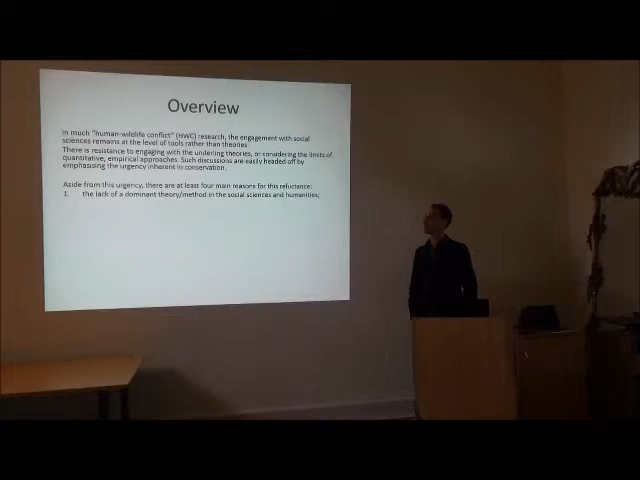 Overview
In much "human-wildlife conflict" (HWC) research, the engagement with social
sciences remains at the level of tools rather than theories
There is resistance to engaging with the underling theories, or considering the limits of
quantitative, empirical approaches. Such discussions are easily headed off by
emphasising the urgency inherent in conservation.
Aside from this urgency, there are at least four main reasons for this reluctance:
1. the lack of a dominant theory/method in the social sciences and humanities;